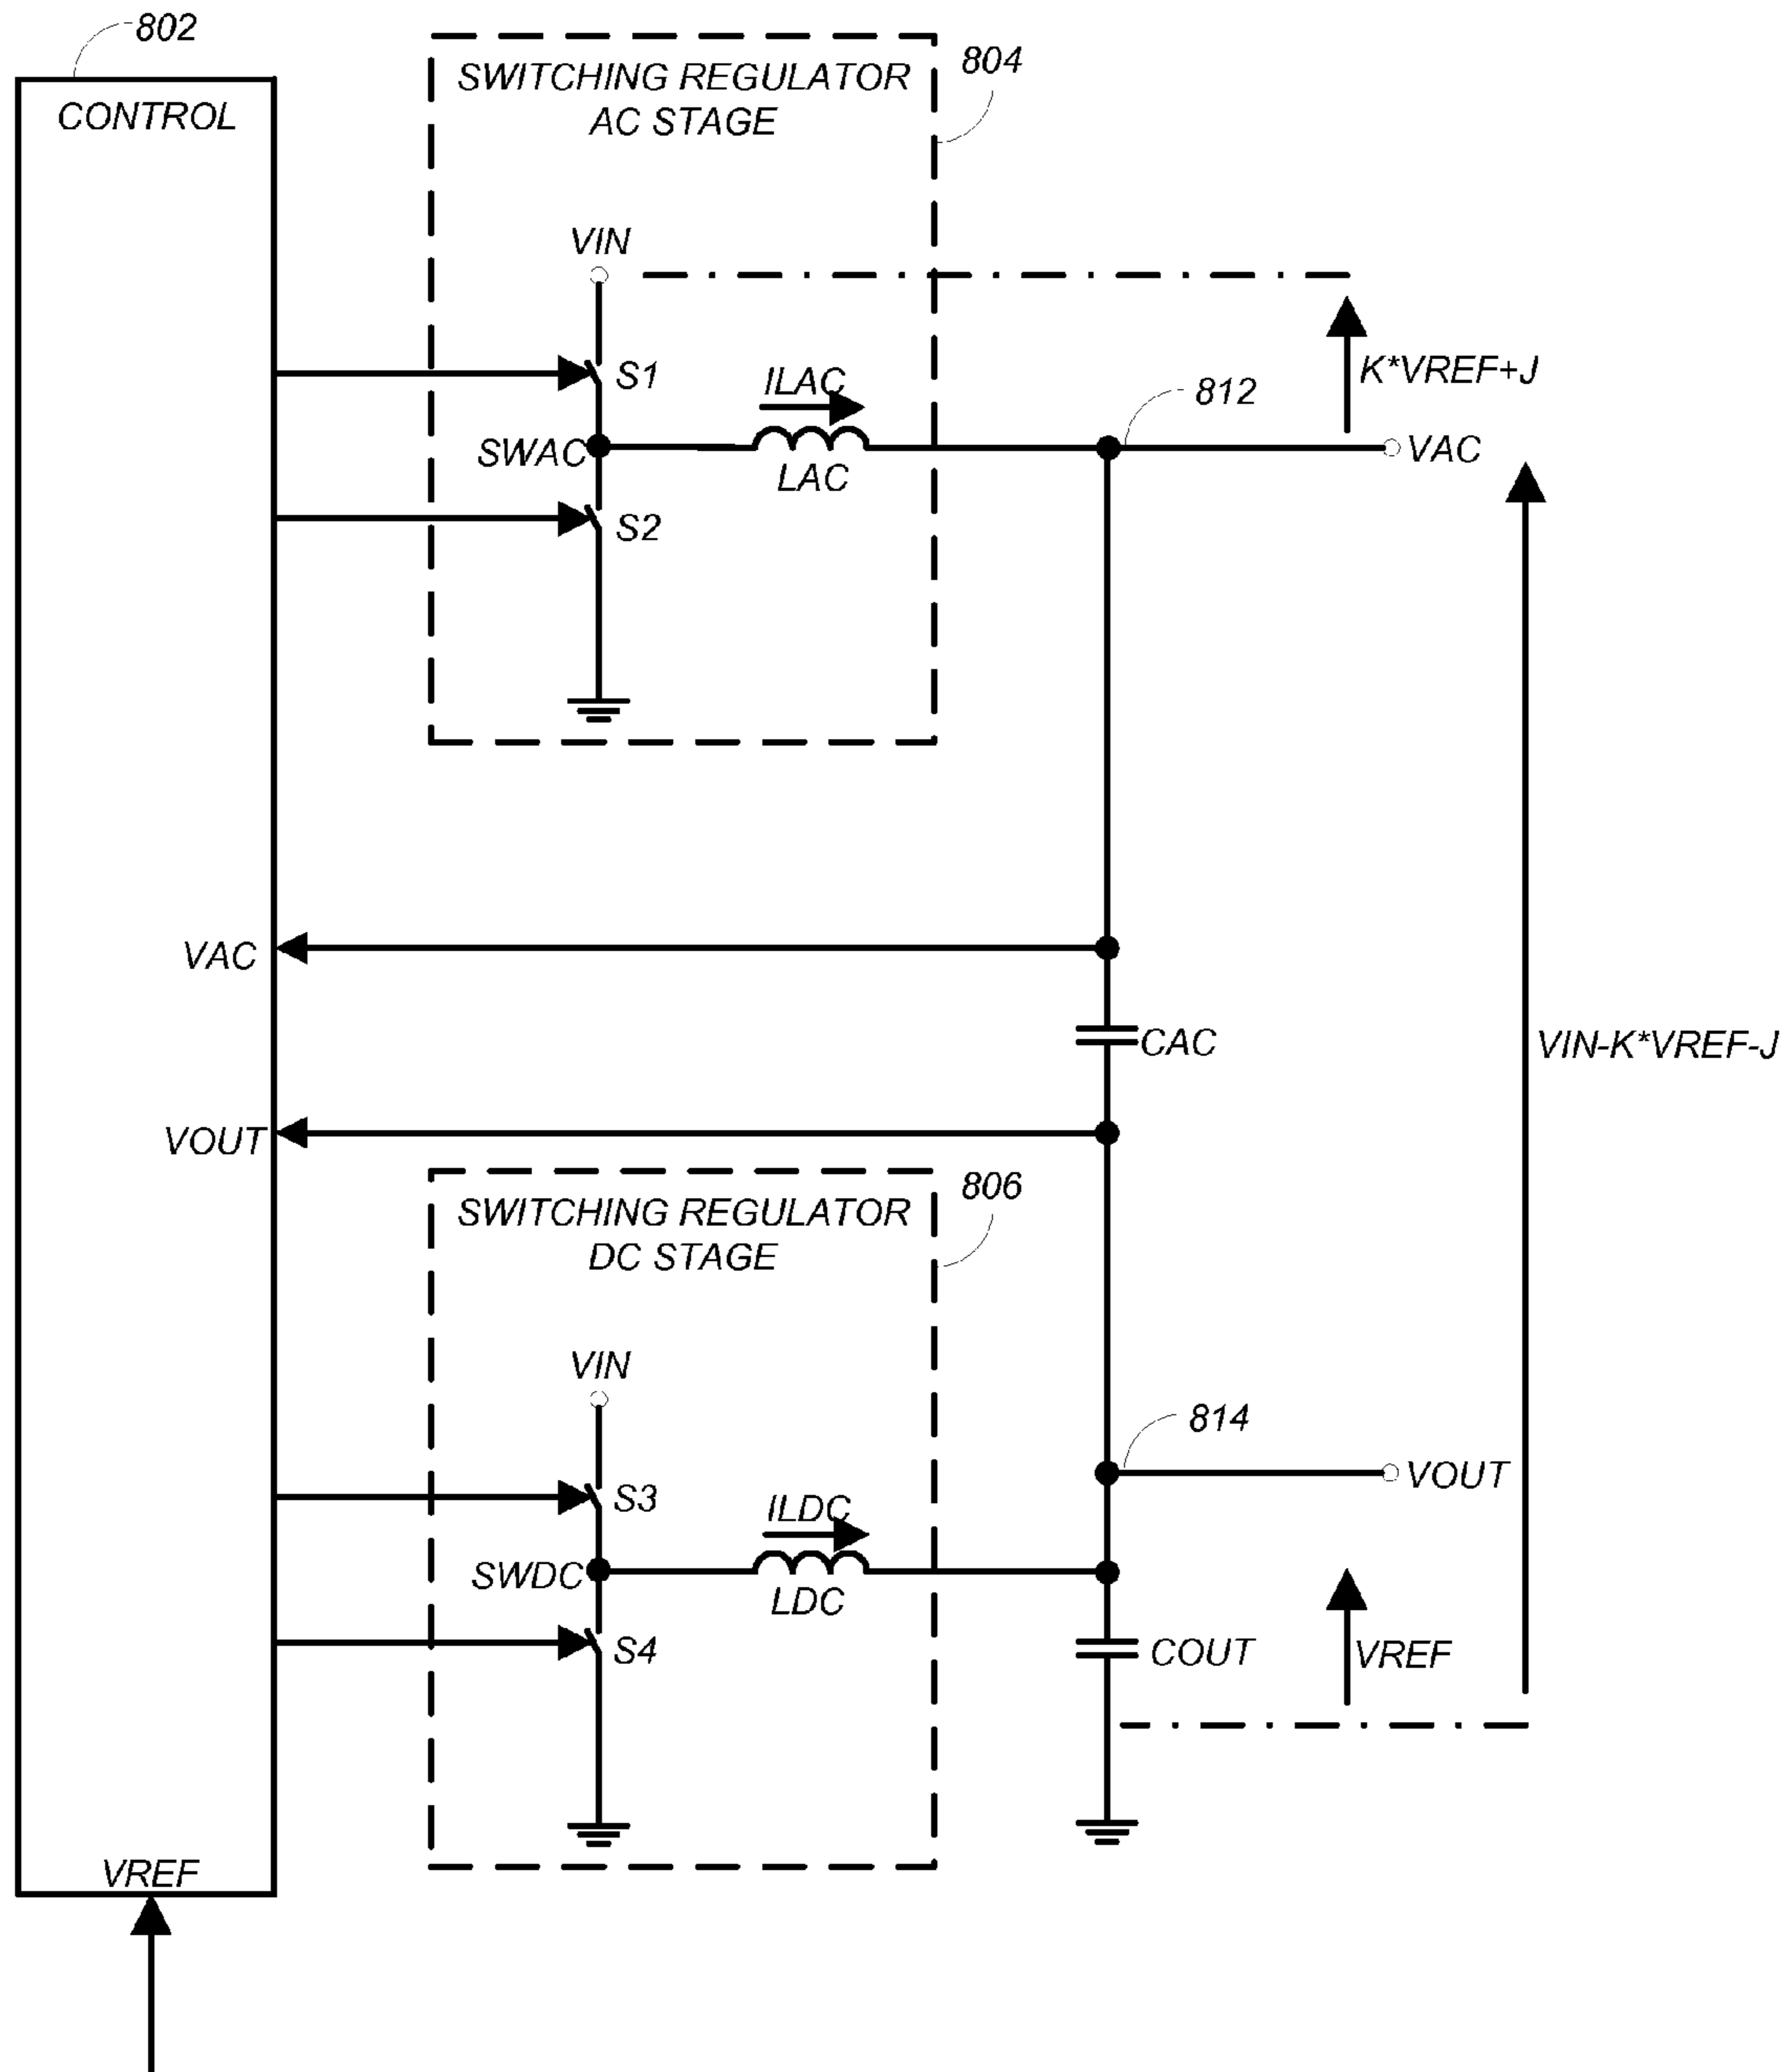 802
CONTROL
SWITCHING REGULATOR
AC STAGE
804
VIN
S1
ILAC
K*VREF+J
812
SWAC
LAC
VAC
S2
VAC
CAC
VIN-K*VREF-J
VOUT
SWITCHING REGULATOR
DC STAGE
806
VIN
814
VOUT
S3
ILDC
SWDC
LDC
S4
COUT
VREF
VREF